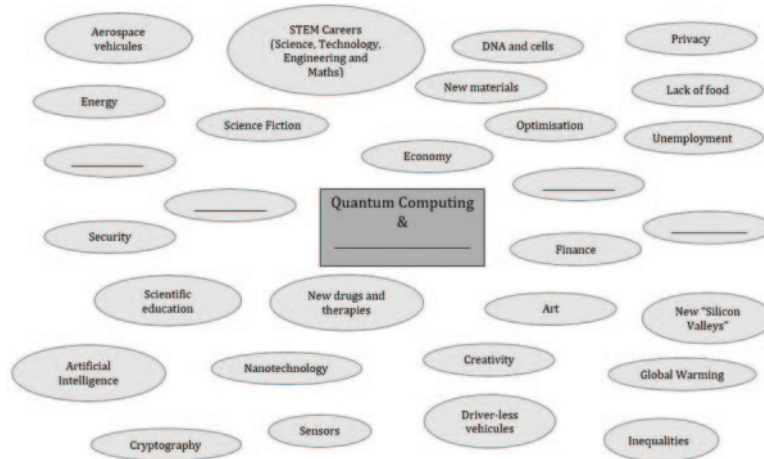 Aerospace
vehicules
STEM Careers
(Science, Technology,
Engineering and
Maths)
DNA and cells
Privacy
Energy
New materials
Lack of food
Science Fiction
Optimisation
Unemployment
Economy
Quantum Computing
&
Security
Finance
Scientific
education
New drugs and
therapies
Art
New "Silicon
Valleys"
Artificial
Intelligence
Nanotechnology
Creativity
Global Warming
Driver-less
vehicules
Cryptography
Sensors
Inequalities